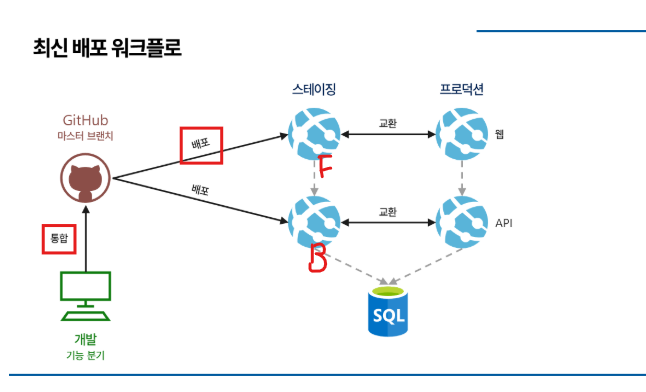 최신 배포 워크플로
스테이징
프로덕션
GitHub
마스터 브랜치
배포
교환
웹
F
배포
교환
API
통합
B
SQL
개발
기능 분기